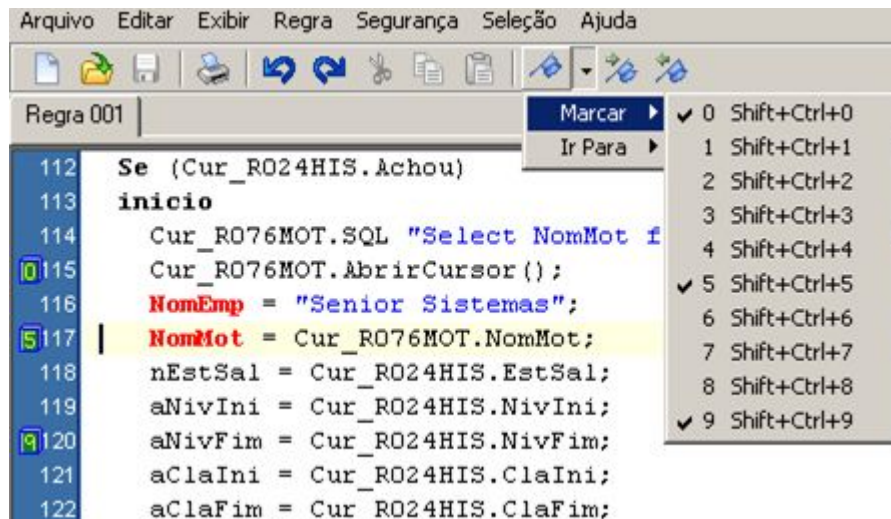 Arquivo Editar Exibir Regra Segurança Seleção Ajuda
Regra 001
Marcar
Ir Para
0 Shift+Ctrl+0
1 Shift+Ctrl+1
2 Shift+Ctrl+2
3 Shift+Ctrl+3
4 Shift+Ctrl+4
5 Shift+Ctrl+5
6 Shift+Ctrl+6
7 Shift+Ctrl+7
8 Shift+Ctrl+8
9 Shift+Ctrl+9
112 Se (Cur_R024HIS.Achou)
113 inicio
114 Cur_R076MOT.SQL "Select NomMot f
0 115 Cur_R076MOT.AbrirCursor();
116 NomEmp = "Senior Sistemas";
5 117 NomMot = Cur_R076MOT.NomMot;
118 nEstSal = Cur_R024HIS.EstSal;
119 aNivIni = Cur_R024HIS.NivIni;
9 120 aNivFim = Cur_R024HIS.NivFim;
121 aClaIni = Cur_R024HIS.ClaIni;
122 aClaFim = Cur_R024HIS.ClaFim;